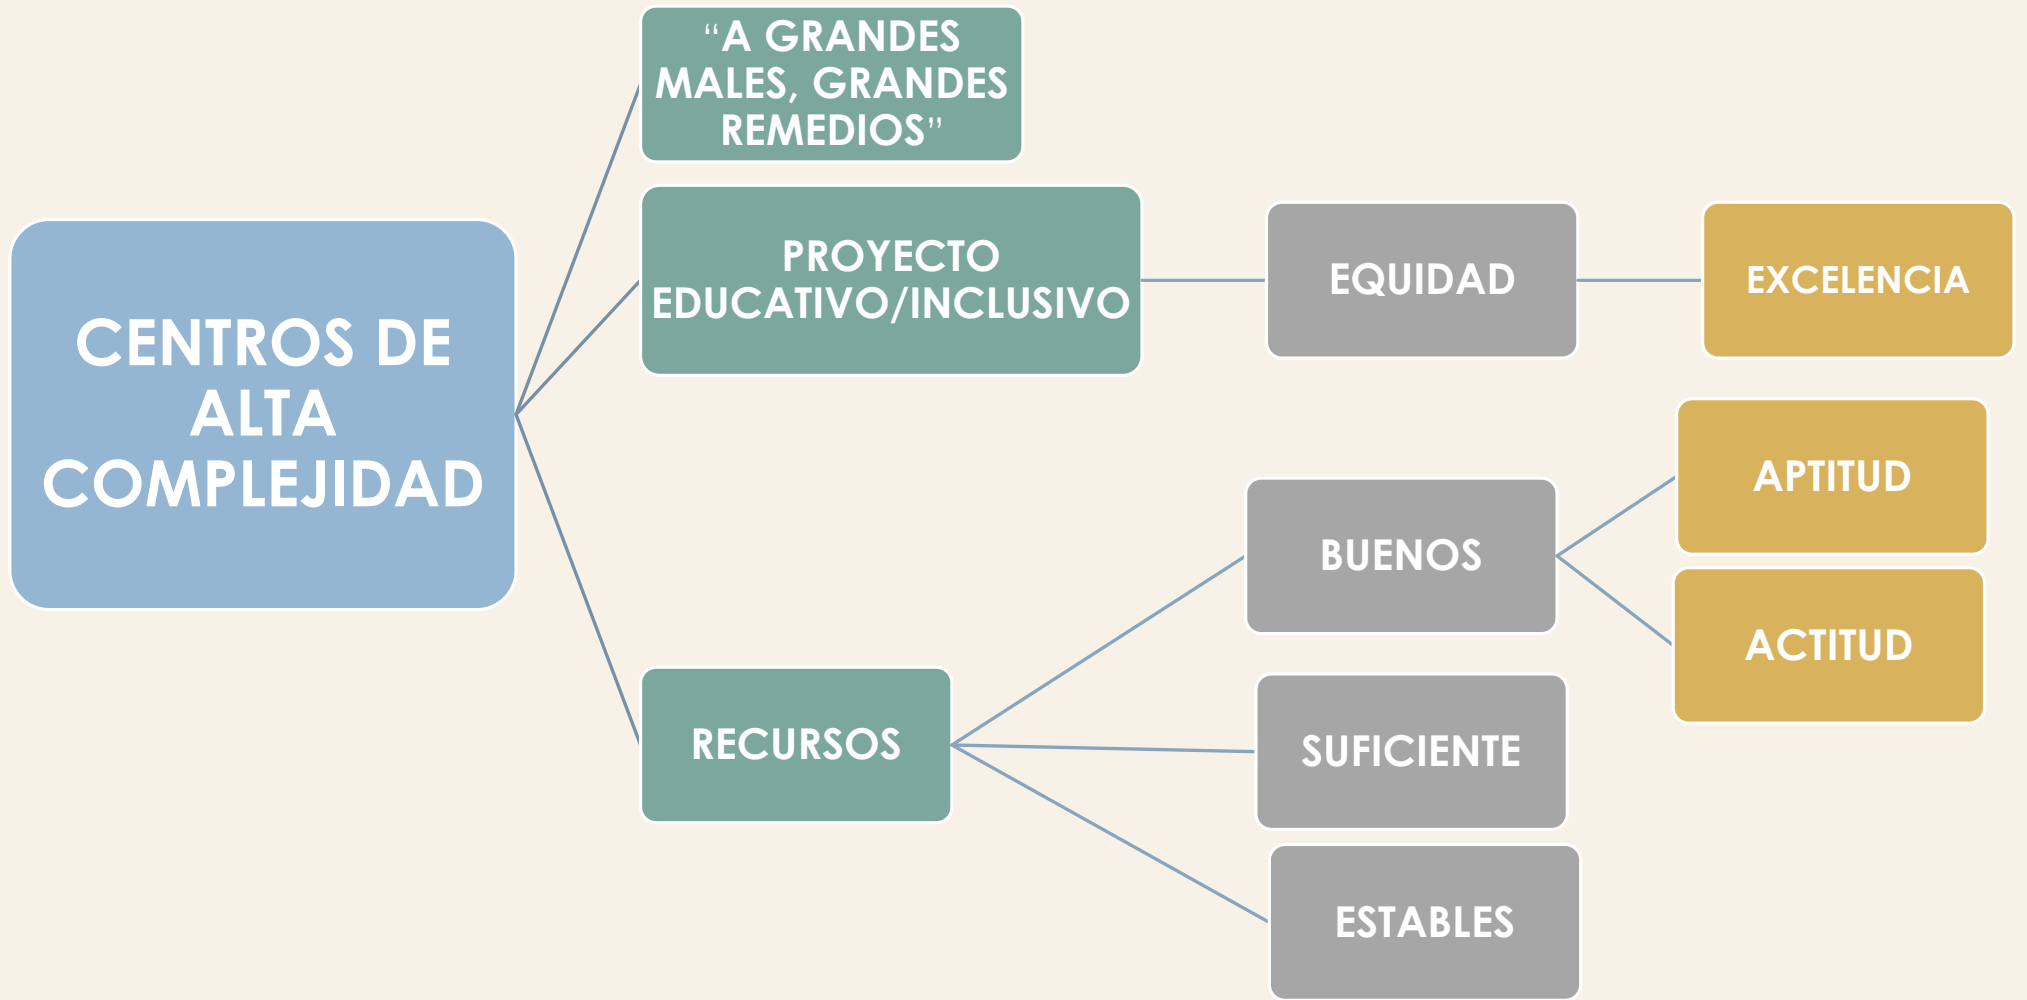 CENTROS DE
ALTA
COMPLEJIDAD
“A GRANDES
MALES, GRANDES
REMEDIOS”
PROYECTO
EDUCATIVO/INCLUSIVO
EQUIDAD
EXCELENCIA
RECURSOS
BUENOS
APTITUD
ACTITUD
SUFICIENTE
ESTABLES